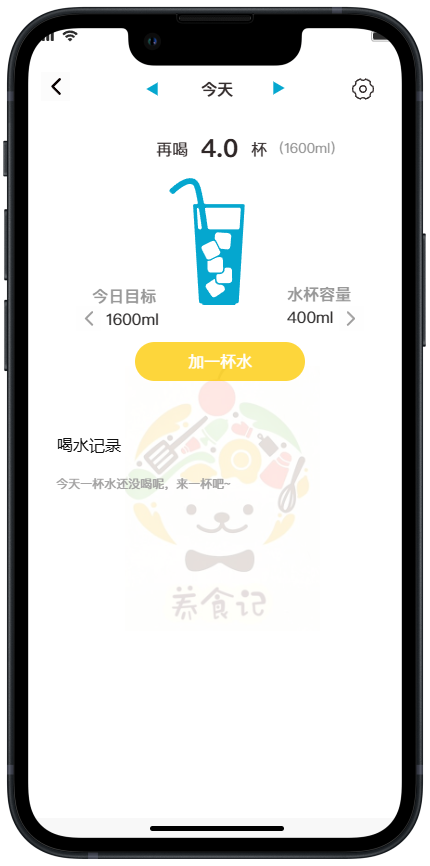 今天
再喝 4.0 杯 (1600ml)
今日目标 水杯容量
1600ml 400ml
加一杯水
喝水记录
今天一杯水还没喝呢，来一杯吧~
养食记